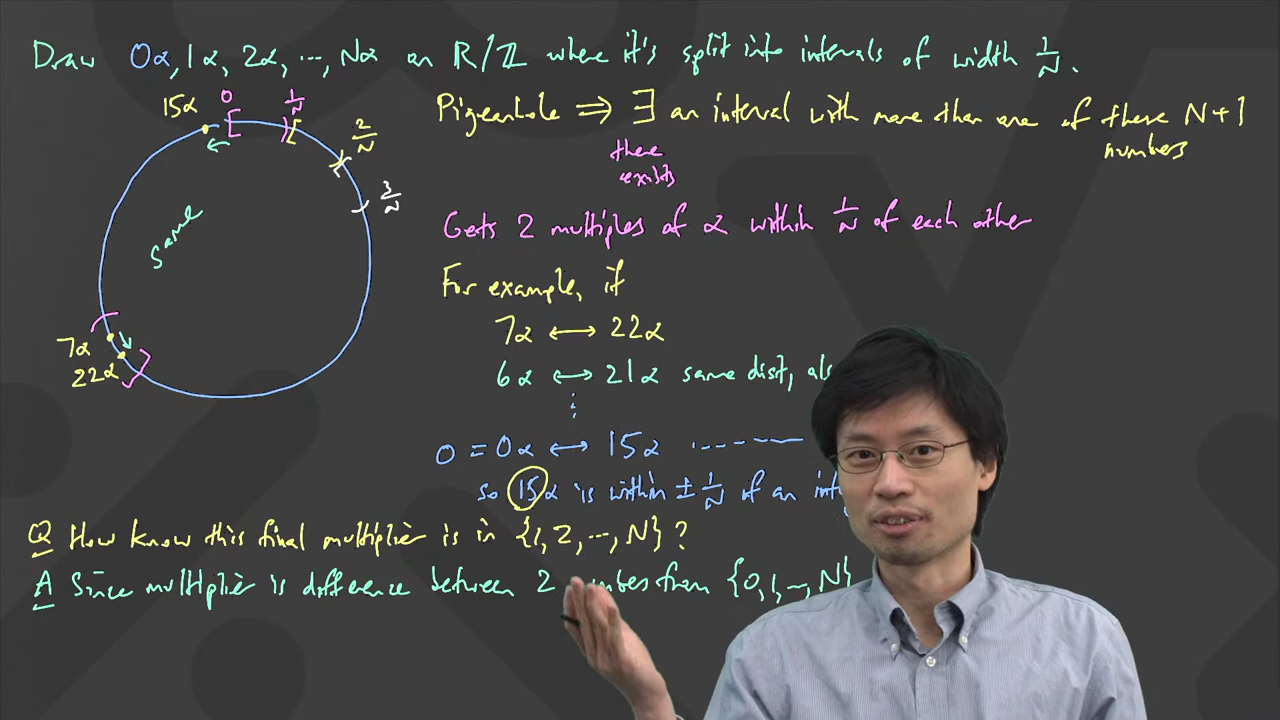 Draw 0α, 1α, 2α, ..., Nα on ℝ/ℤ where it's split into intervals of width 1/N.
15α 0 1/N
2/N
3/N
Same
7α
22α
Pigeonhole ⟹ ∃ an interval with more than one of these N+1
numbers
there
exists
Gets 2 multiples of α within 1/N of each other
For example, if
7α ⟷ 22α
6α ⟷ 21α same dist, als
⋮
0 = 0α ⟷ 15α -------
so 15α is within ± 1/N of an int
Q How know this final multiplier is in {1, 2, ..., N}?
A Since multiplier is difference between 2 numbers from {0, 1, ..., N}